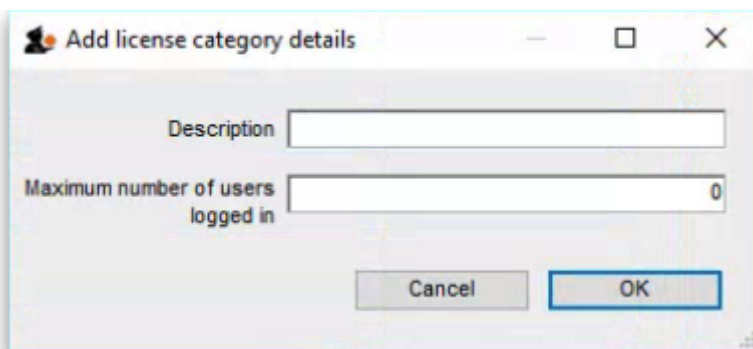 Add license category details
Description
Maximum number of users
logged in
0
Cancel
OK